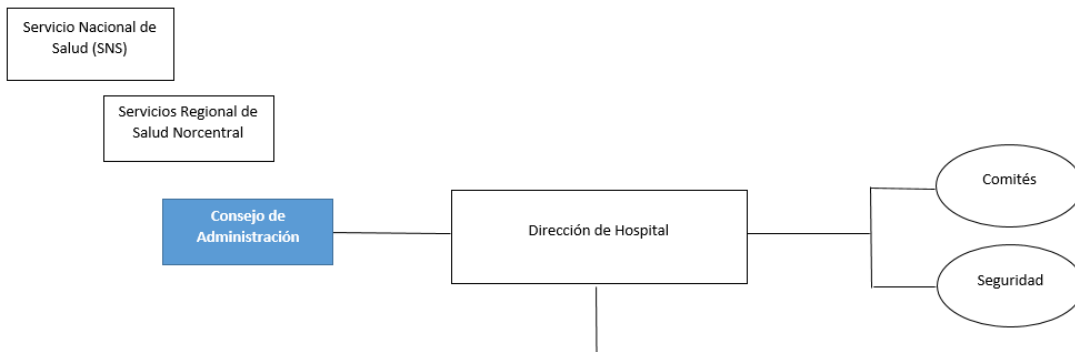 Servicio Nacional de
Salud (SNS)
Servicios Regional de
Salud Norcentral
Consejo de
Administración
Dirección de Hospital
Comités
Seguridad